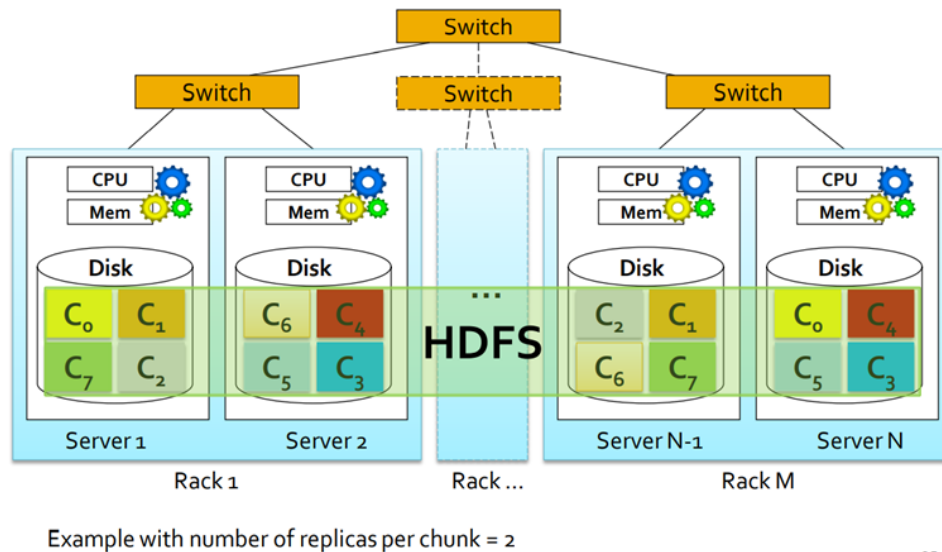 Switch
Switch Switch Switch
CPU CPU CPU CPU
Mem Mem Mem Mem
Disk Disk Disk Disk
...
C0 C1 C6 C4 C2 C1 C0 C4
HDFS
C7 C2 C5 C3 C6 C7 C5 C3
Server 1 Server 2 Server N-1 Server N
Rack 1 Rack ... Rack M
Example with number of replicas per chunk = 2